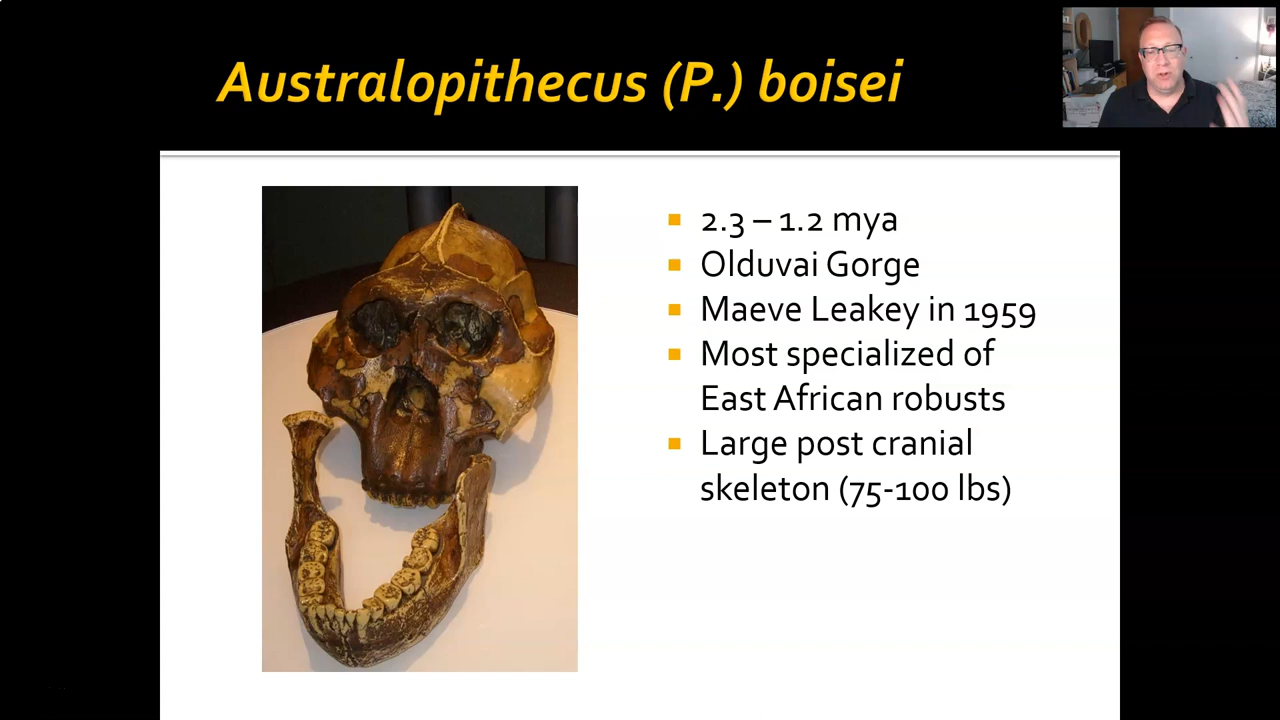 Australopithecus (P.) boisei
2.3 – 1.2 mya
Olduvai Gorge
Maeve Leakey in 1959
Most specialized of
East African robusts
Large post cranial
skeleton (75-100 lbs)